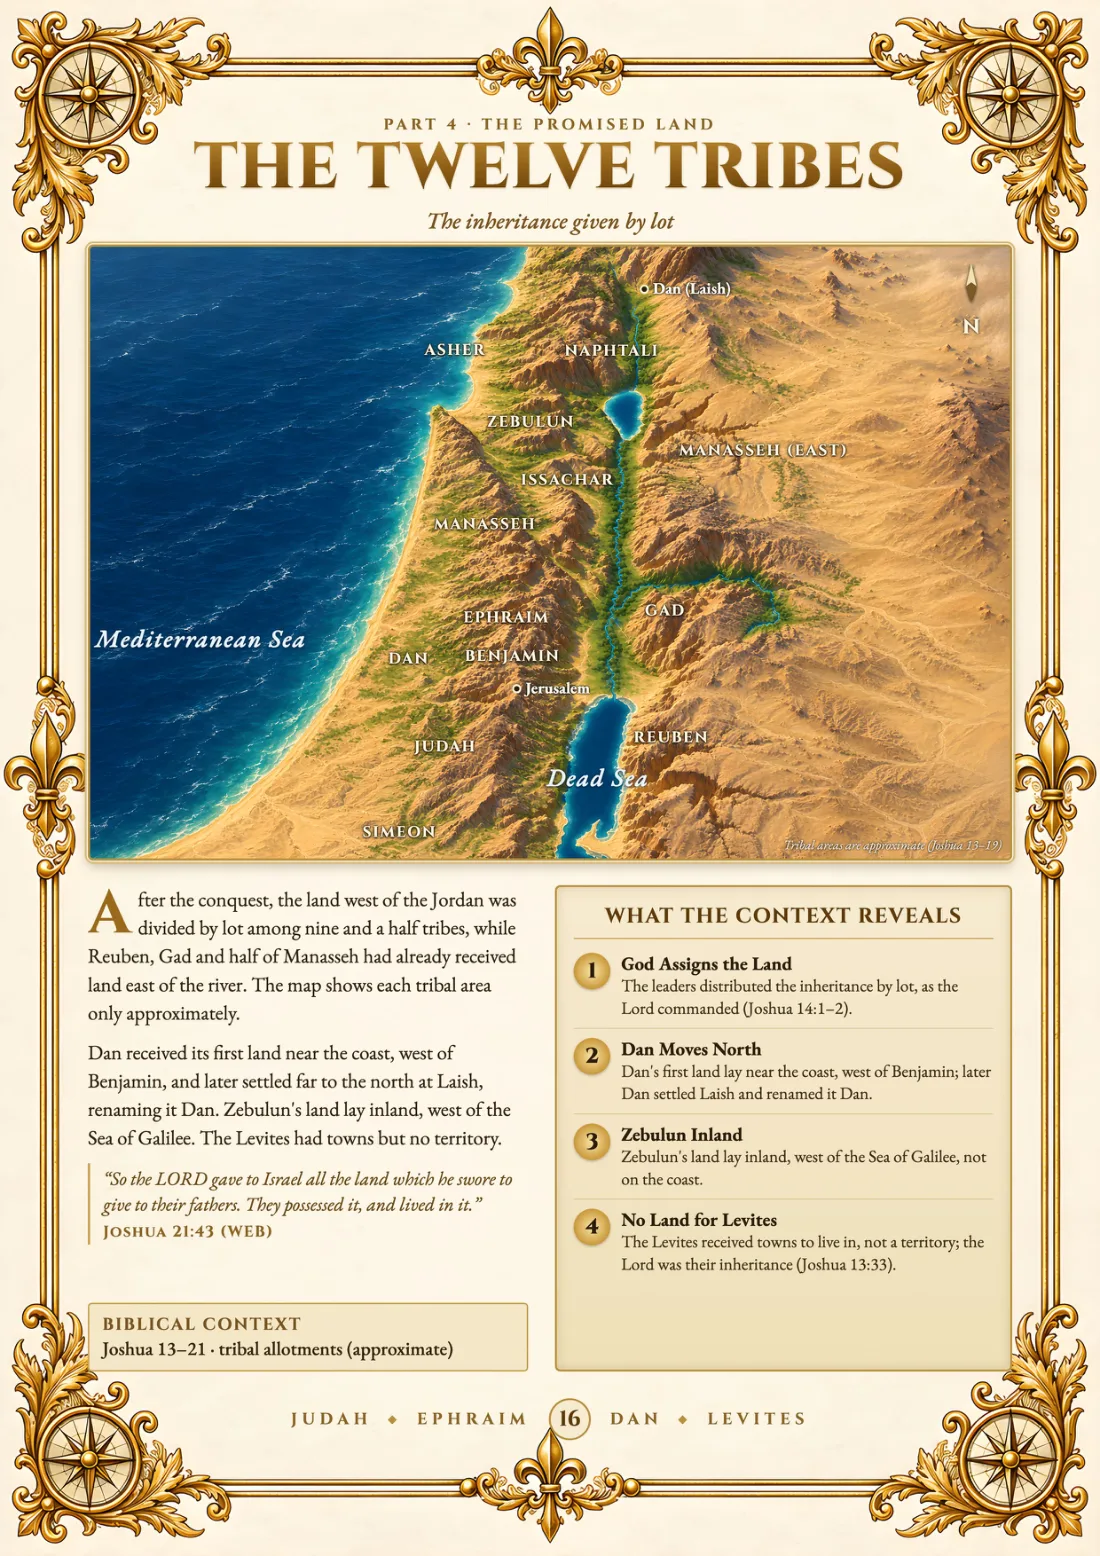 PART 4 · THE PROMISED LAND
THE TWELVE TRIBES
The inheritance given by lot
Dan (Laish)
N
ASHER
NAPHTALI
ZEBULUN
MANASSEH (EAST)
ISSACHAR
MANASSEH
GAD
EPHRAIM
Mediterranean Sea
DAN
BENJAMIN
Jerusalem
REUBEN
JUDAH
Dead Sea
SIMEON
Tribal areas are approximate (Joshua 13–19)
After the conquest, the land west of the Jordan was
divided by lot among nine and a half tribes, while
Reuben, Gad and half of Manasseh had already received
land east of the river. The map shows each tribal area
only approximately.
Dan received its first land near the coast, west of
Benjamin, and later settled far to the north at Laish,
renaming it Dan. Zebulun's land lay inland, west of the
Sea of Galilee. The Levites had towns but no territory.
“So the LORD gave to Israel all the land which he swore to
give to their fathers. They possessed it, and lived in it.”
JOSHUA 21:43 (WEB)
BIBLICAL CONTEXT
Joshua 13–21 · tribal allotments (approximate)
WHAT THE CONTEXT REVEALS
1
God Assigns the Land
The leaders distributed the inheritance by lot, as the
Lord commanded (Joshua 14:1–2).
2
Dan Moves North
Dan's first land lay near the coast, west of Benjamin; later
Dan settled Laish and renamed it Dan.
3
Zebulun Inland
Zebulun's land lay inland, west of the Sea of Galilee, not
on the coast.
4
No Land for Levites
The Levites received towns to live in, not a territory; the
Lord was their inheritance (Joshua 13:33).
JUDAH ◆ EPHRAIM 16 DAN ◆ LEVITES